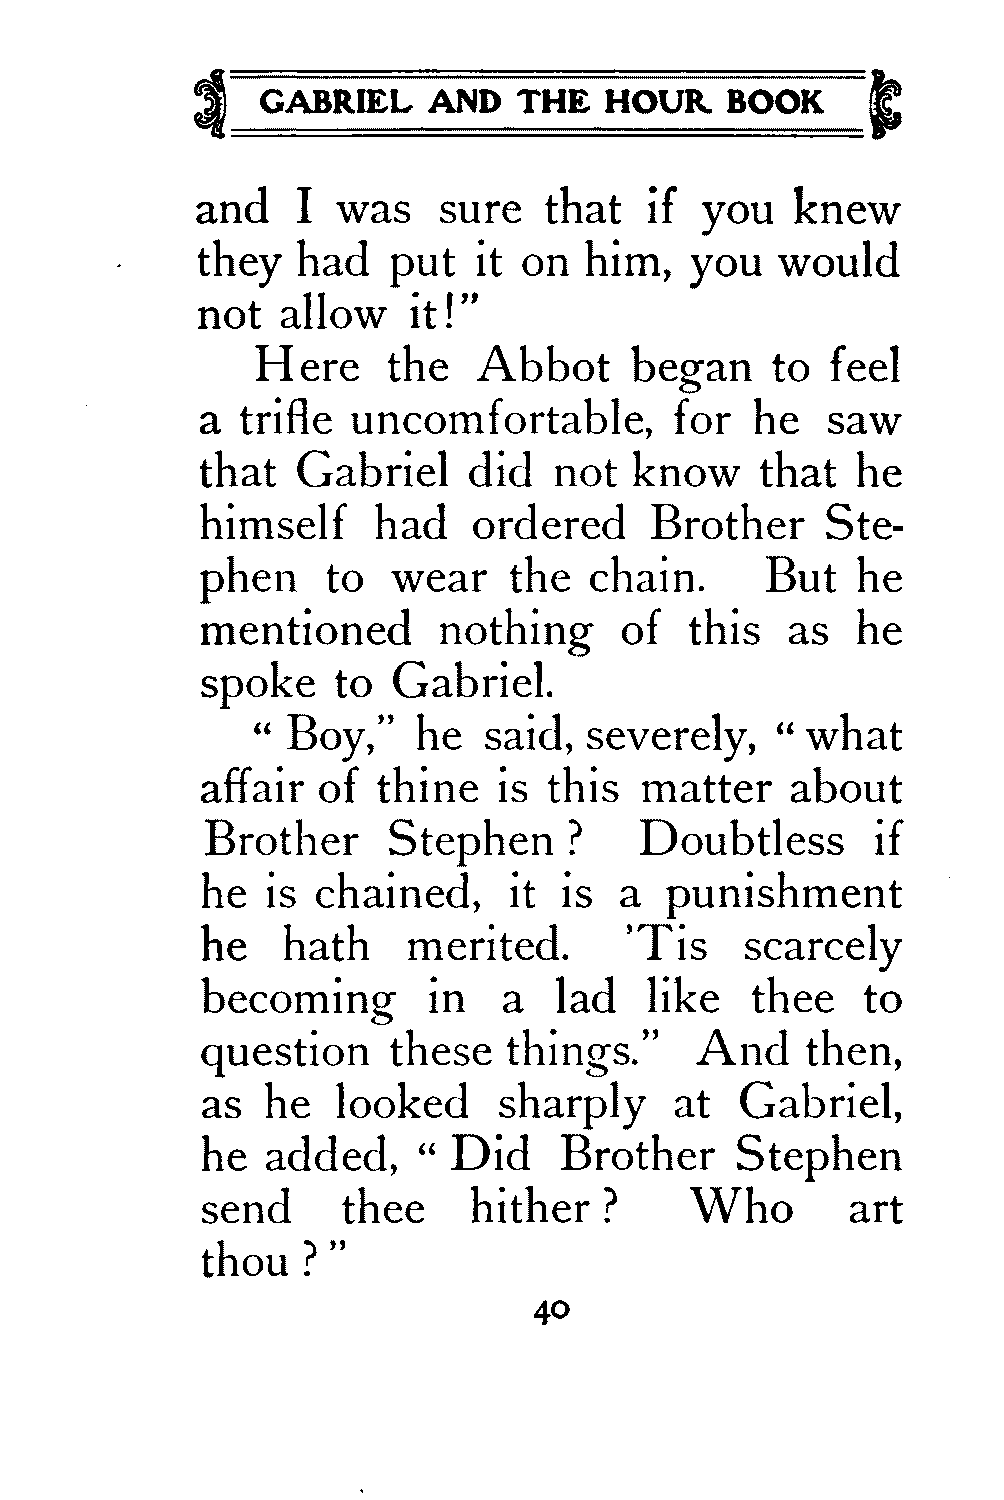 GABRIEL AND THE HOUR BOOK
and I was sure that if you knew
they had put it on him, you would
not allow it!”
Here the Abbot began to feel
a trifle uncomfortable, for he saw
that Gabriel did not know that he
himself had ordered Brother Ste-
phen to wear the chain. But he
mentioned nothing of this as he
spoke to Gabriel.
“ Boy,” he said, severely, “ what
affair of thine is this matter about
Brother Stephen ? Doubtless if
he is chained, it is a punishment
he hath merited. ’Tis scarcely
becoming in a lad like thee to
question these things.” And then,
as he looked sharply at Gabriel,
he added, “ Did Brother Stephen
send thee hither ? Who art
thou ? ”
40